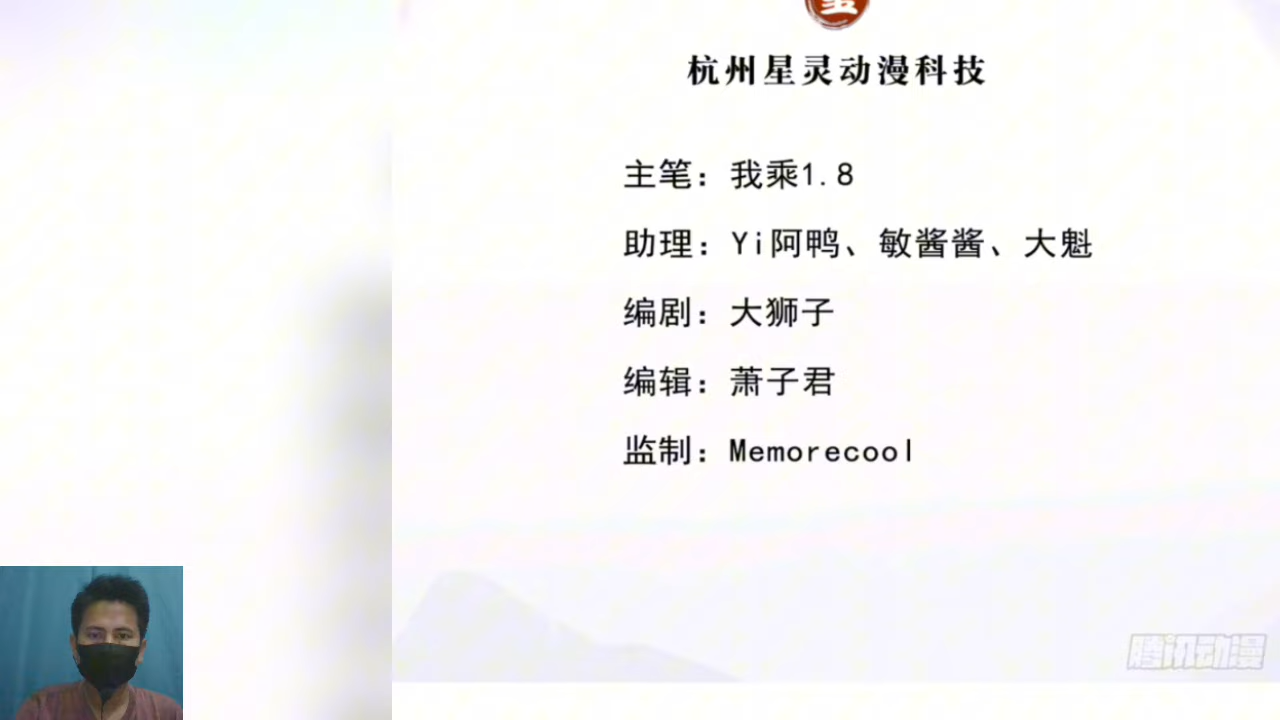 杭州星灵动漫科技
主笔：我乘1.8
助理：Yi阿鸭、敏酱酱、大魁
编剧：大狮子
编辑：萧子君
监制：Memorecool
腾讯动漫